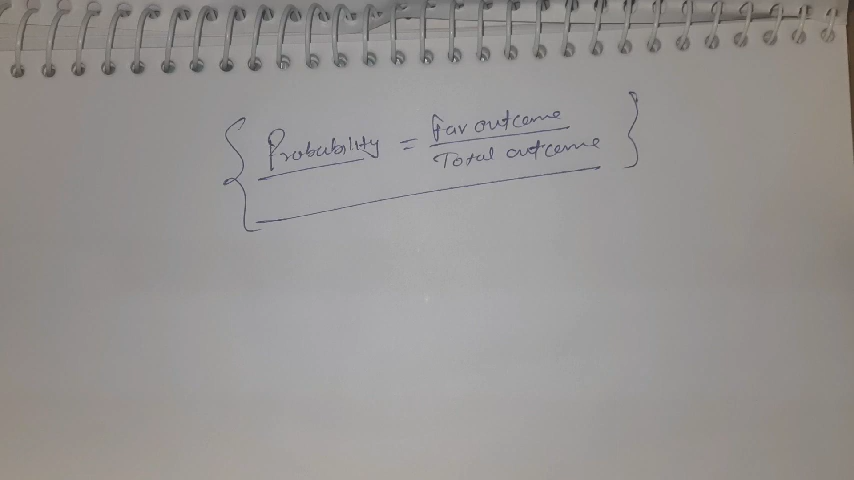 { Probability = Fav outcome / Total outcome }